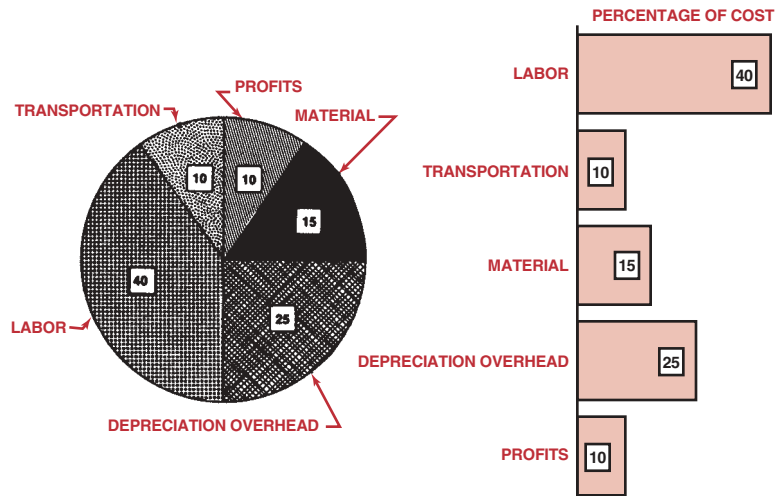 PROFITS
TRANSPORTATION
MATERIAL
10
10
15
40
25
LABOR
DEPRECIATION OVERHEAD
PERCENTAGE OF COST
LABOR
40
TRANSPORTATION
10
MATERIAL
15
DEPRECIATION OVERHEAD
25
PROFITS
10